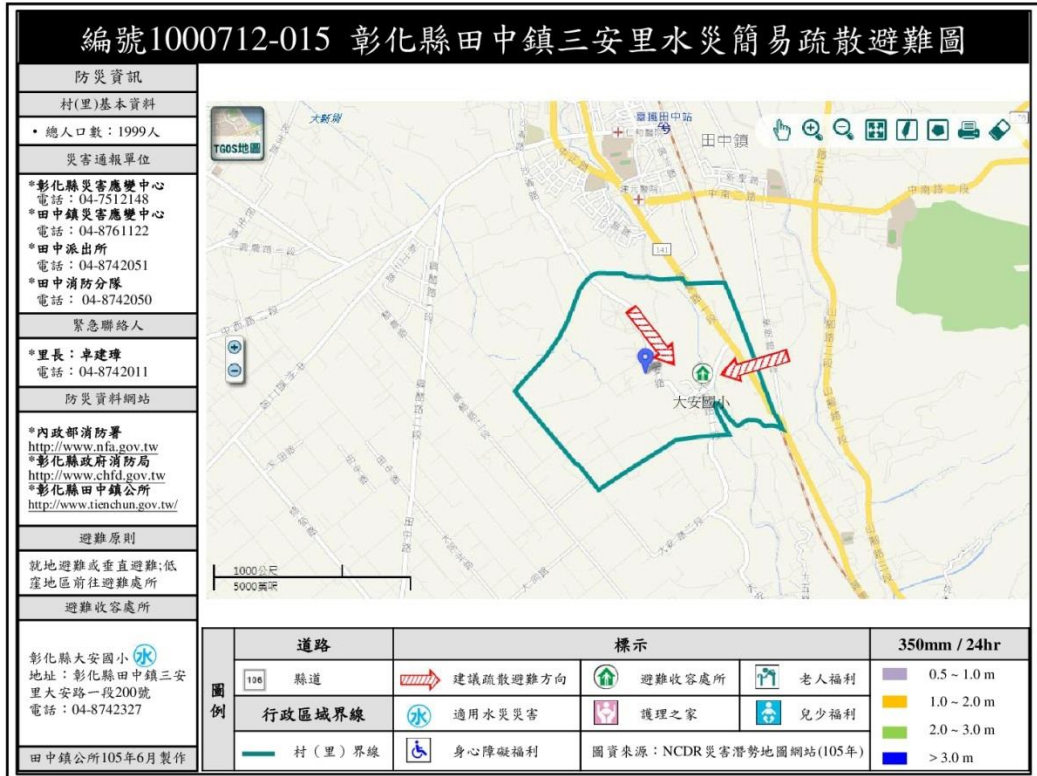 編號1000712-015 彰化縣田中鎮三安里水災簡易疏散避難圖
防災資訊
村(里)基本資料
• 總人口數：1999人
災害通報單位
*彰化縣災害應變中心
電話：04-7512148
*田中鎮災害應變中心
電話：04-8761122
*田中派出所
電話：04-8742051
*田中消防分隊
電話： 04-8742050
緊急聯絡人
*里長：卓建璋
電話：04-8742011
防災資料網站
*內政部消防署
http://www.nfa.gov.tw
*彰化縣政府消防局
http://www.chfd.gov.tw
*彰化縣田中鎮公所
http://www.tienchun.gov.tw/
避難原則
就地避難或垂直避難;低
窪地區前往避難處所
避難收容處所
彰化縣大安國小 水
地址：彰化縣田中鎮三安
里大安路一段200號
電話：04-8742327
田中鎮公所105年6月製作
TGOS地圖
臺鐵田中站
仁和醫院
田中鎮
中南路二段
141
大安國小
1000公尺
5000英呎
圖例
道路
標示
350mm / 24hr
106 縣道
建議疏散避難方向
避難收容處所
老人福利
0.5 ~ 1.0 m
行政區域界線
水 適用水災災害
護理之家
兒少福利
1.0 ~ 2.0 m
村（里）界線
身心障礙福利
圖資來源：NCDR災害潛勢地圖網站(105年)
2.0 ~ 3.0 m
> 3.0 m